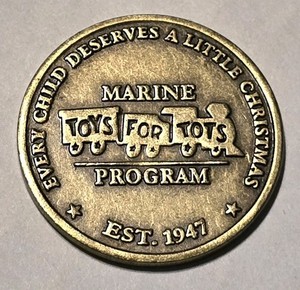 EVERY CHILD DESERVES A LITTLE CHRISTMAS
MARINE
TOYS FOR TOTS
PROGRAM
EST. 1947